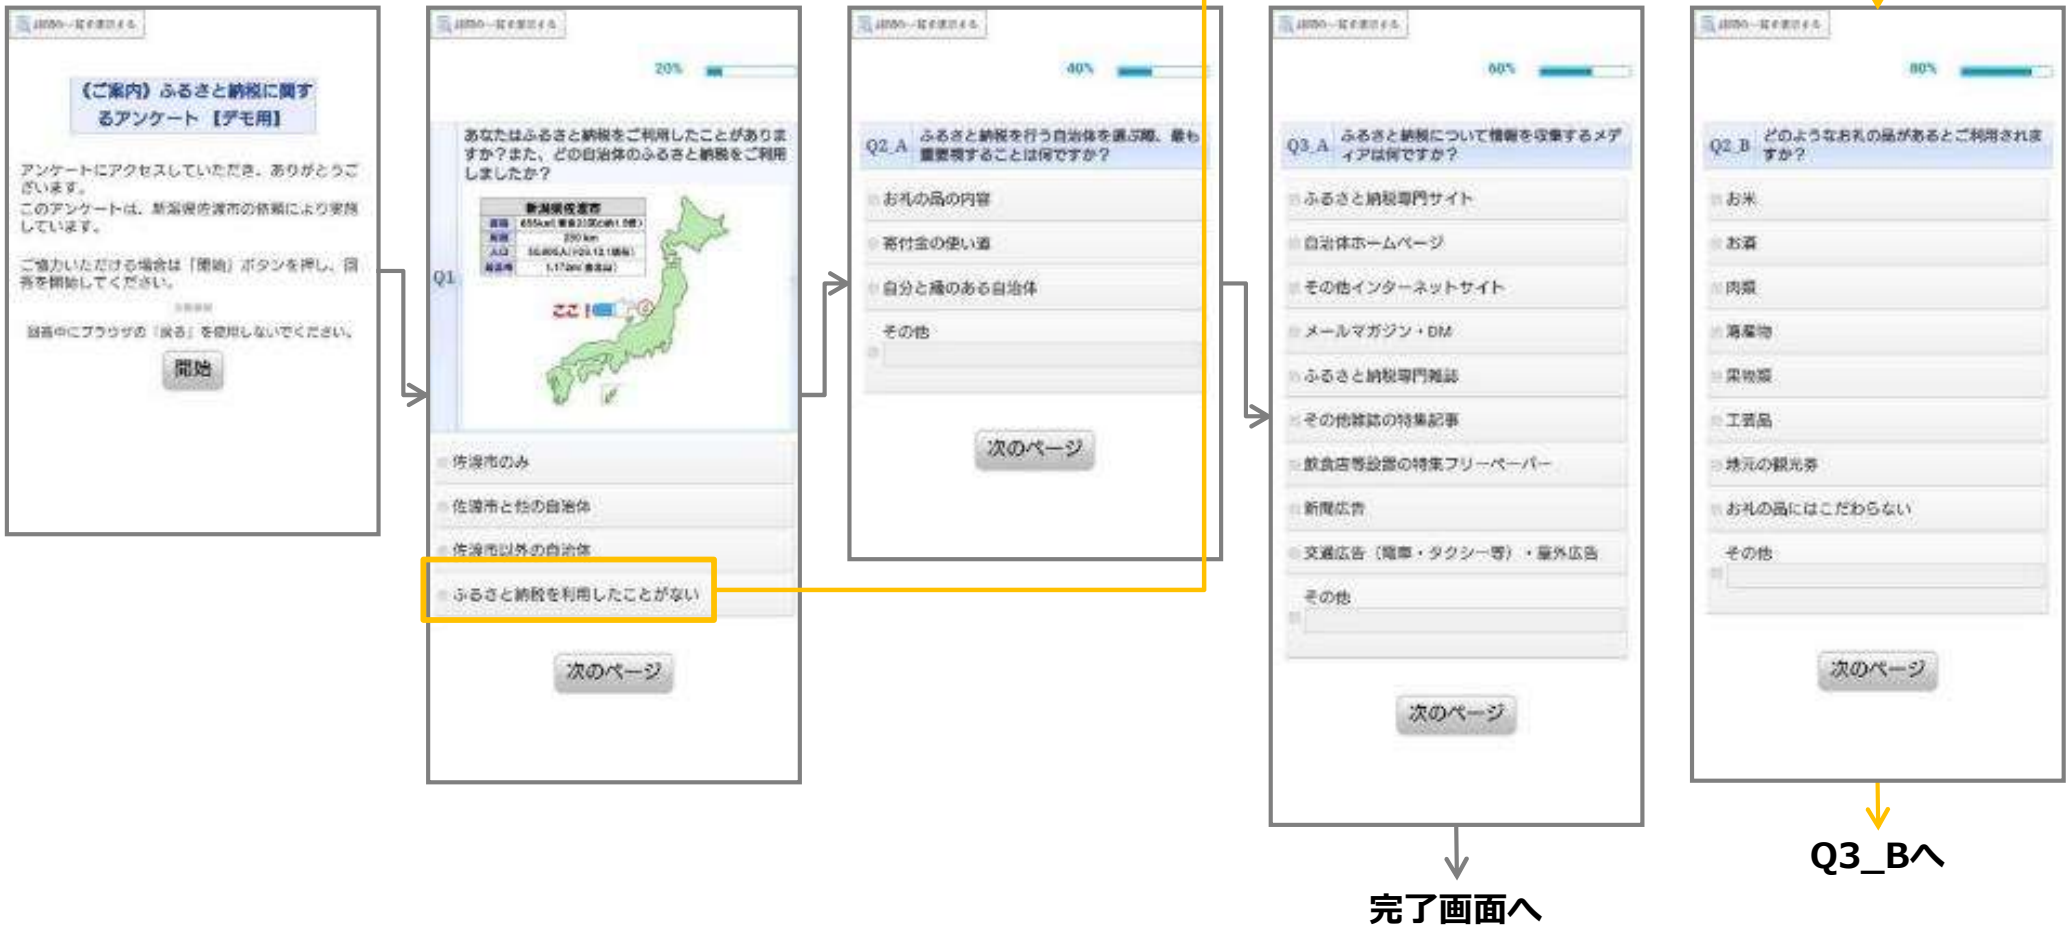 《ご案内》ふるさと納税に関す
るアンケート 【デモ用】
アンケートにアクセスしていただき、ありがとうご
ざいます。
このアンケートは、新潟県佐渡市の依頼により実施
しています。
ご協力いただける場合は「開始」ボタンを押し、回
答を開始してください。
回答中にブラウザの「戻る」を使用しないでください。
開始
20%
Q1
あなたはふるさと納税をご利用したことがありま
すか？また、どの自治体のふるさと納税をご利用
しましたか？
新潟県佐渡市
ここ！
佐渡市のみ
佐渡市と他の自治体
佐渡市以外の自治体
ふるさと納税を利用したことがない
次のページ
40%
Q2_A
ふるさと納税を行う自治体を選ぶ際、最も
重要視することは何ですか？
お礼の品の内容
寄付金の使い道
自分と縁のある自治体
その他
次のページ
60%
Q3_A
ふるさと納税について情報を収集するメデ
ィアは何ですか？
ふるさと納税専門サイト
自治体ホームページ
その他インターネットサイト
メールマガジン・DM
ふるさと納税専門雑誌
その他雑誌の特集記事
飲食店等設置の特集フリーペーパー
新聞広告
交通広告（電車・タクシー等）・屋外広告
その他
次のページ
完了画面へ
80%
Q2_B
どのようなお礼の品があるとご利用されま
すか？
お米
お酒
肉類
海産物
果物類
工芸品
地元の観光券
お礼の品にはこだわらない
その他
次のページ
Q3_Bへ